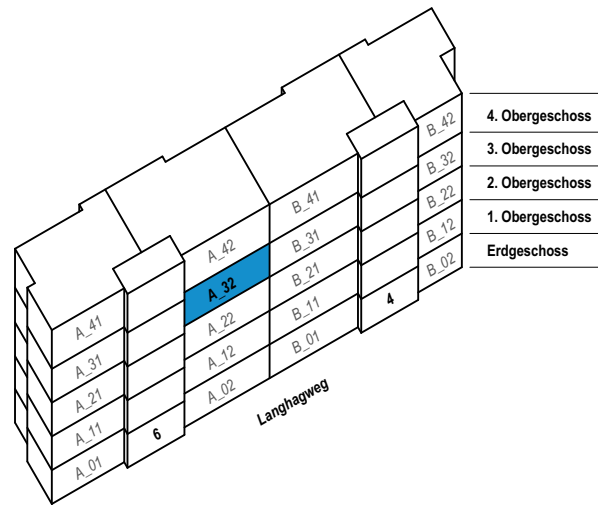 4. Obergeschoss
3. Obergeschoss
2. Obergeschoss
1. Obergeschoss
Erdgeschoss
A_41
A_31
A_21
A_11
A_01
6
A_42
A_32
A_22
A_12
A_02
B_41
B_31
B_21
B_11
B_01
4
B_42
B_32
B_22
B_12
B_02
Langhagweg